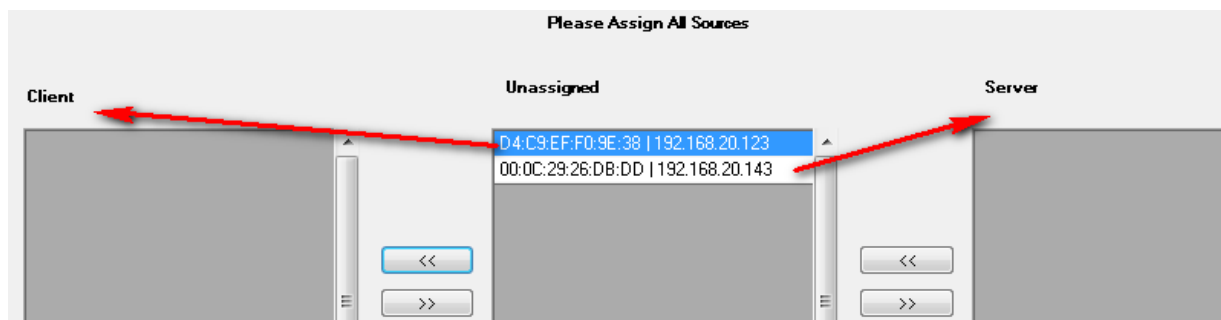 Please Assign All Sources
Client
Unassigned
Server
D4:C9:EF:F0:9E:38 | 192.168.20.123
00:0C:29:26:DB:DD | 192.168.20.143
<<
<<
>>
>>